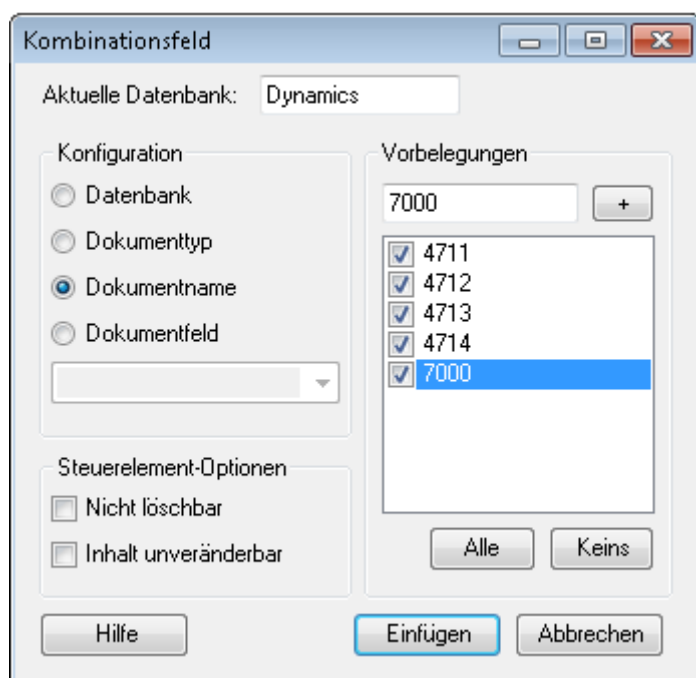 Kombinationsfeld
Aktuelle Datenbank: Dynamics
Konfiguration
Datenbank
Dokumenttyp
Dokumentname
Dokumentfeld
Steuerelement-Optionen
Nicht löschbar
Inhalt unveränderbar
Vorbelegungen
7000 +
4711
4712
4713
4714
7000
Alle Keins
Hilfe Einfügen Abbrechen